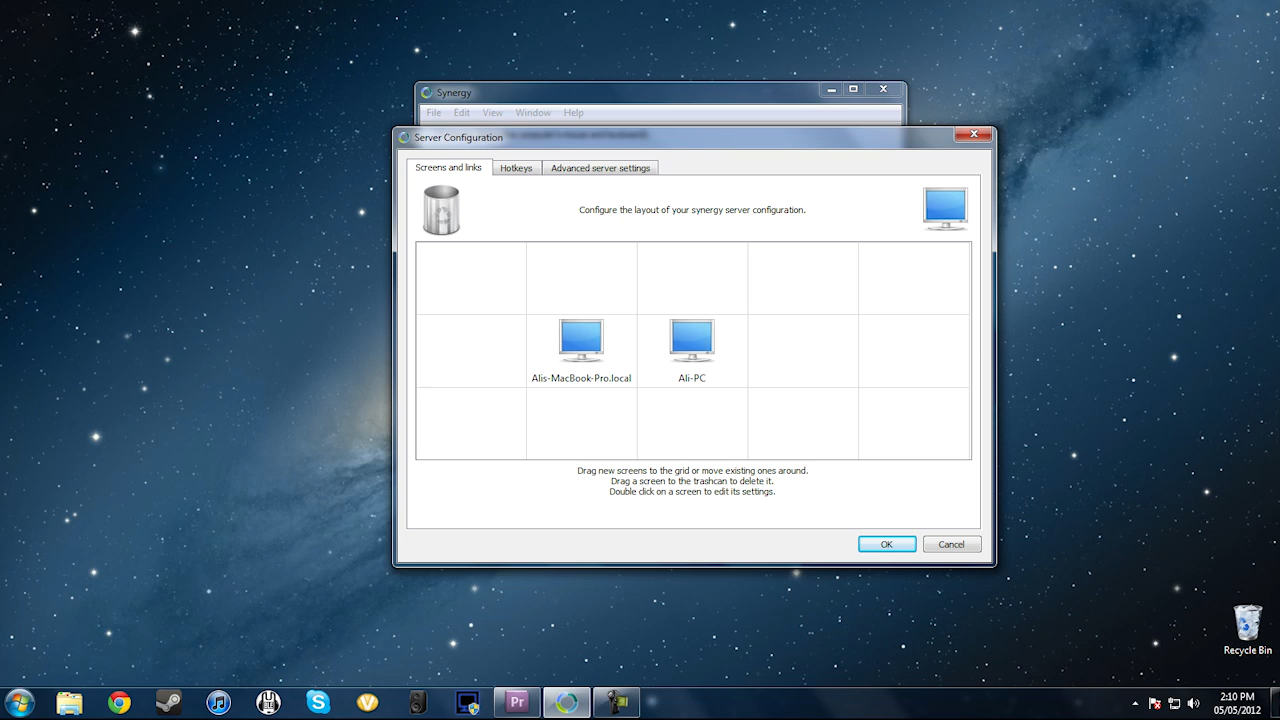 Synergy
File Edit View Window Help
Server Configuration
Screens and links Hotkeys Advanced server settings
Configure the layout of your synergy server configuration.
Alis-MacBook-Pro.local Ali-PC
Drag new screens to the grid or move existing ones around.
Drag a screen to the trashcan to delete it.
Double click on a screen to edit its settings.
OK Cancel
Recycle Bin
Pr
2:10 PM
05/05/2012